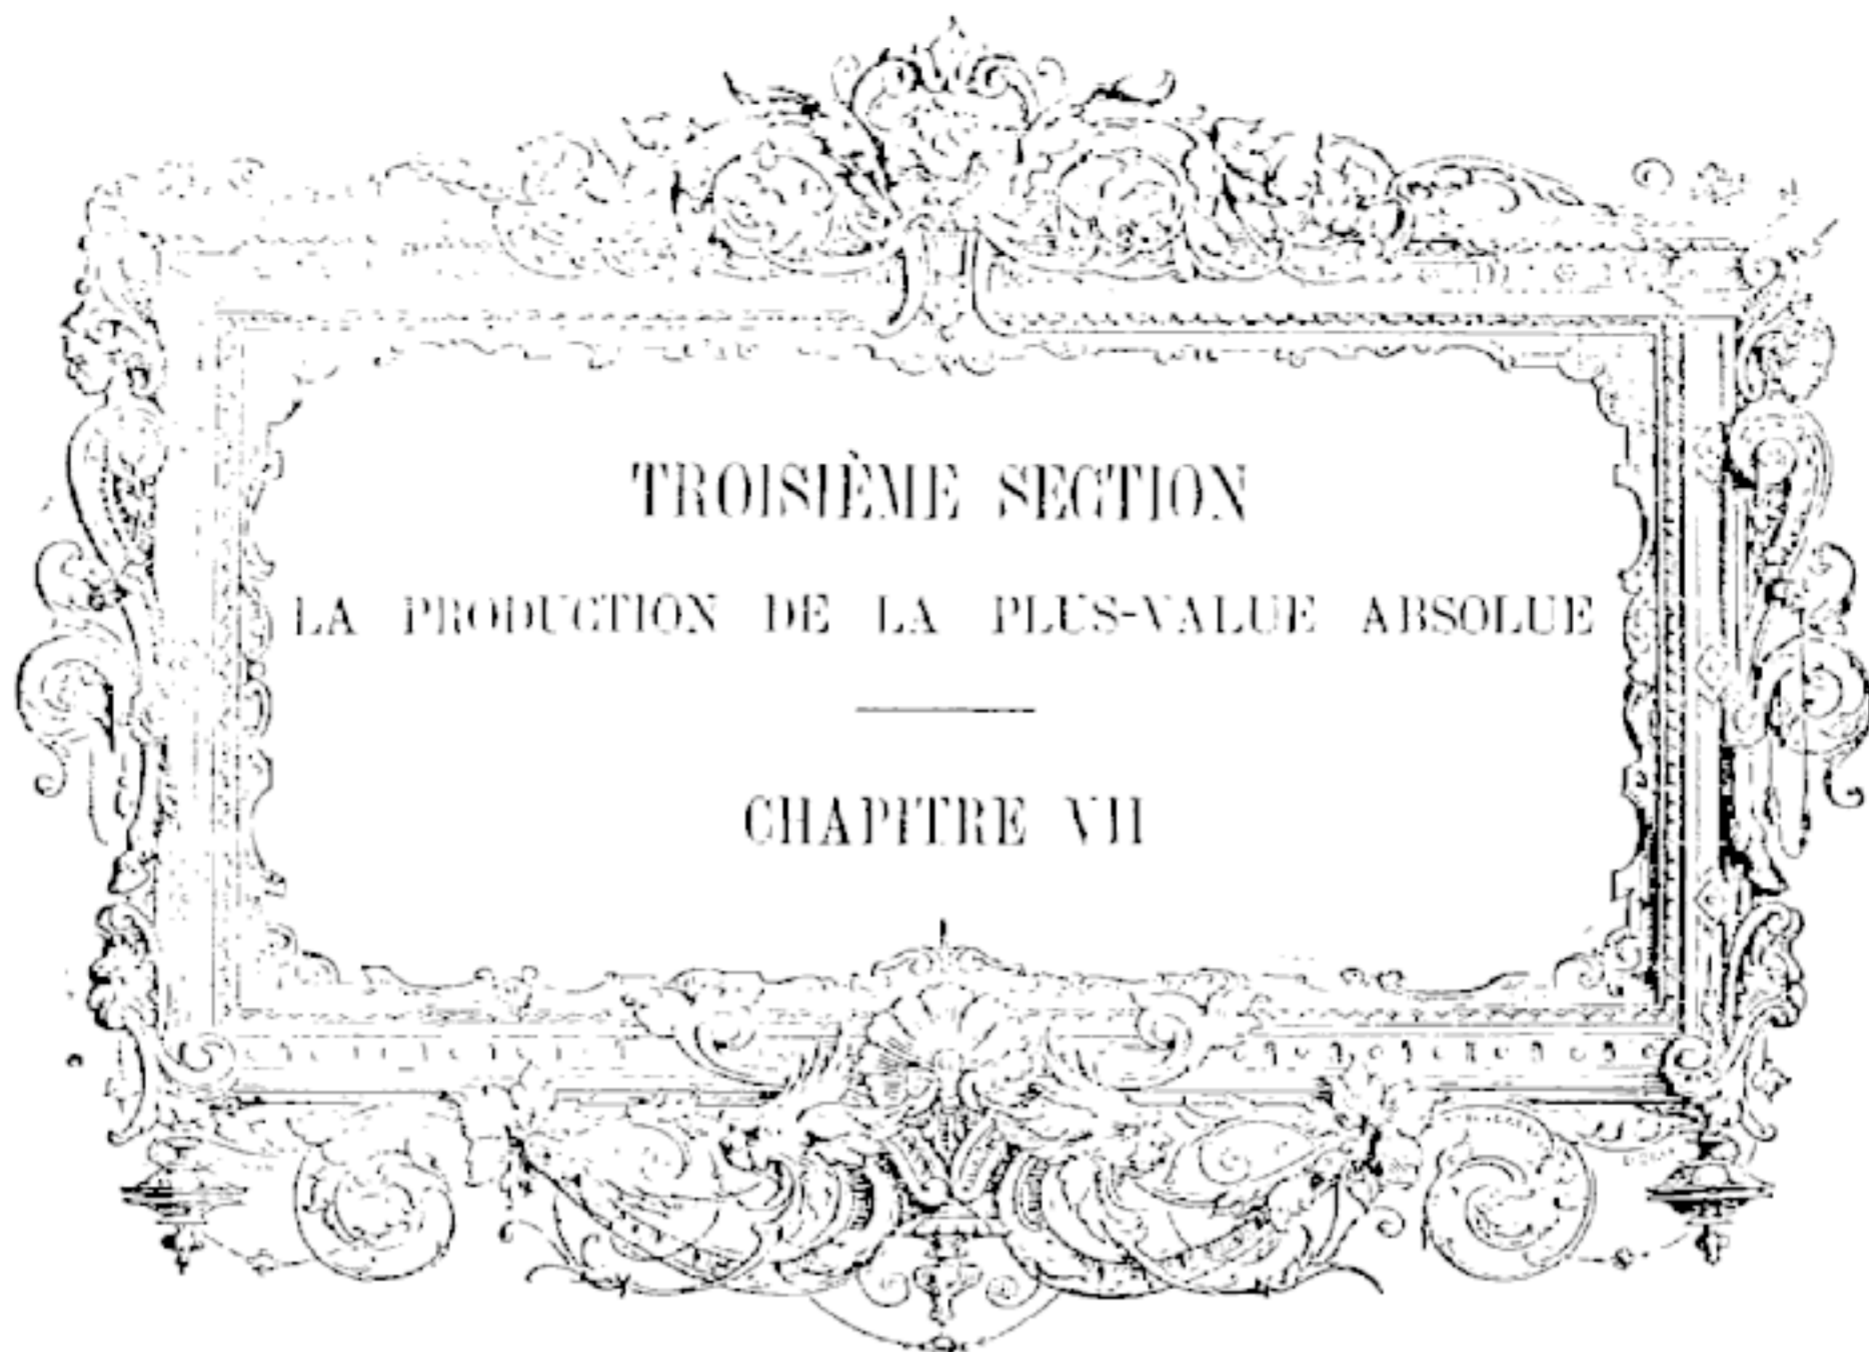 TROISIÈME SECTION
LA PRODUCTION DE LA PLUS-VALUE ABSOLUE
CHAPITRE VII